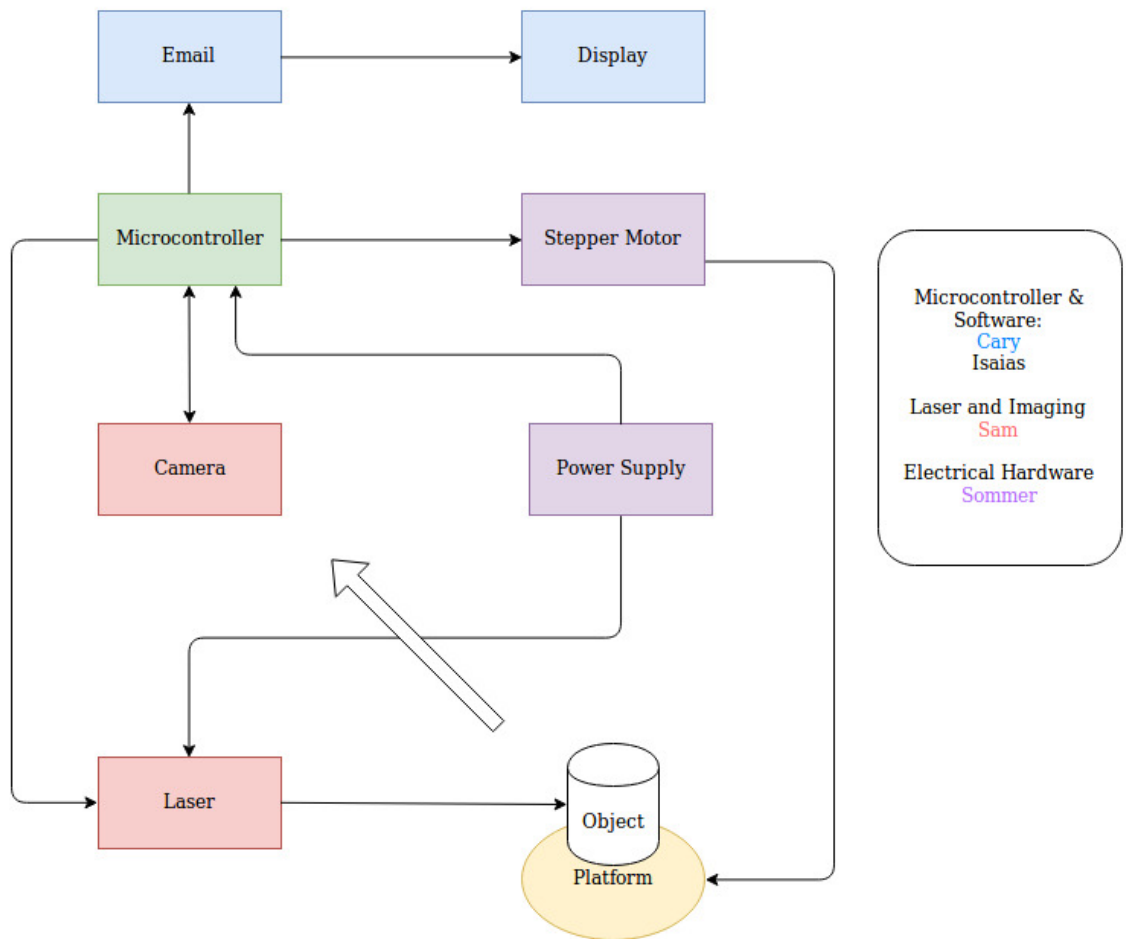 Email
Display
Microcontroller
Stepper Motor
Microcontroller &
Software:
Cary
Isaias
Laser and Imaging
Sam
Electrical Hardware
Sommer
Camera
Power Supply
Laser
Object
Platform